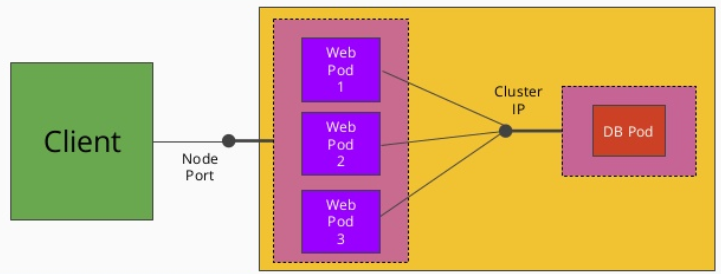 Client
Node
Port
Web
Pod
1
Web
Pod
2
Web
Pod
3
Cluster
IP
DB Pod